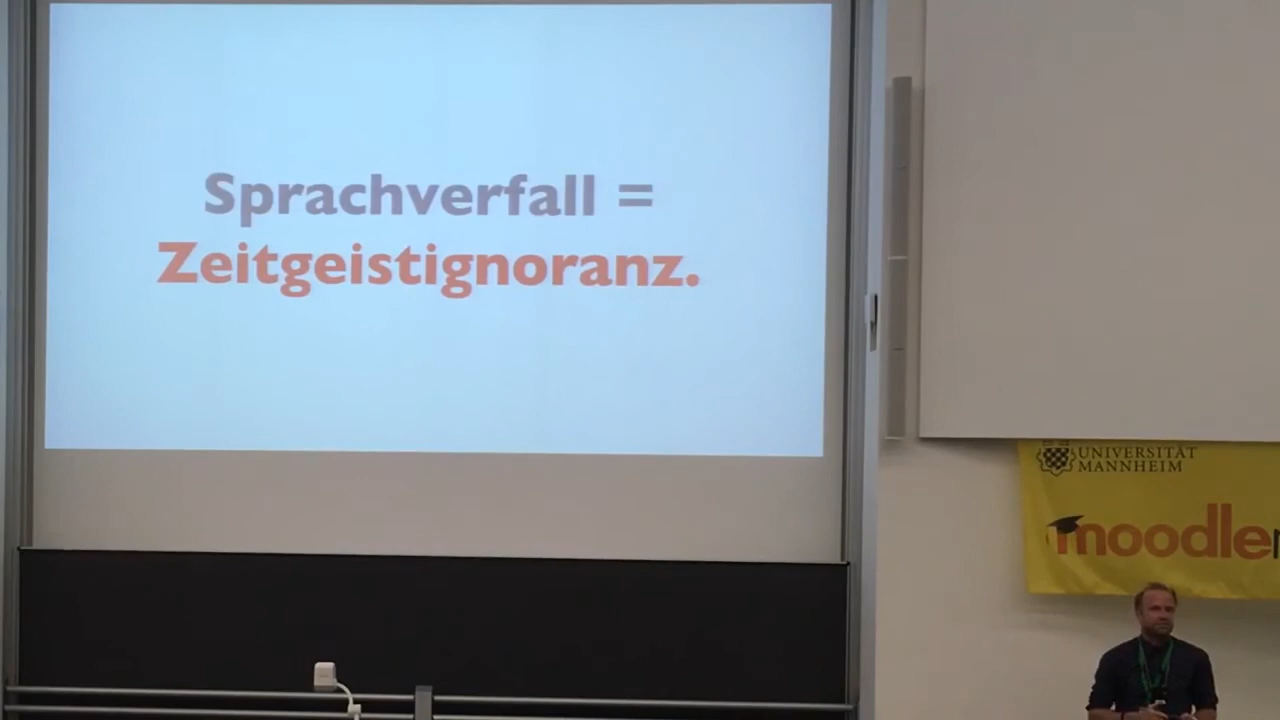 Sprachverfall =
Zeitgeistignoranz.
UNIVERSITÄT
MANNHEIM
moodle